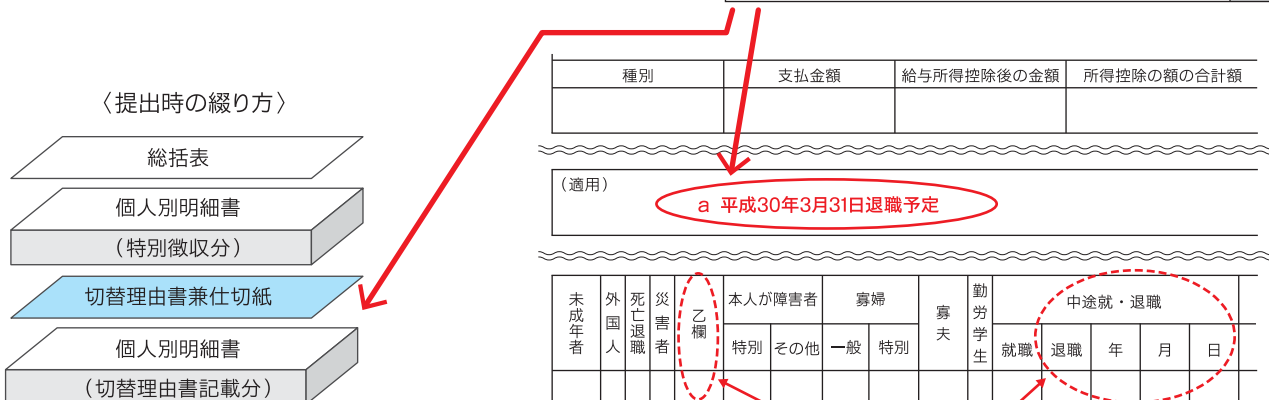 〈提出時の綴り方〉
総括表
個人別明細書
(特別徴収分)
切替理由書兼仕切紙
個人別明細書
(切替理由書記載分)
種別 支払金額 給与所得控除後の金額 所得控除の額の合計額
(適用)
a 平成30年3月31日退職予定
未成年者 外国人 死亡退職 災害者 乙欄 本人が障害者 寡婦 寡夫 勤労学生 中途就・退職
特別 その他 一般 特別 就職 退職 年 月 日